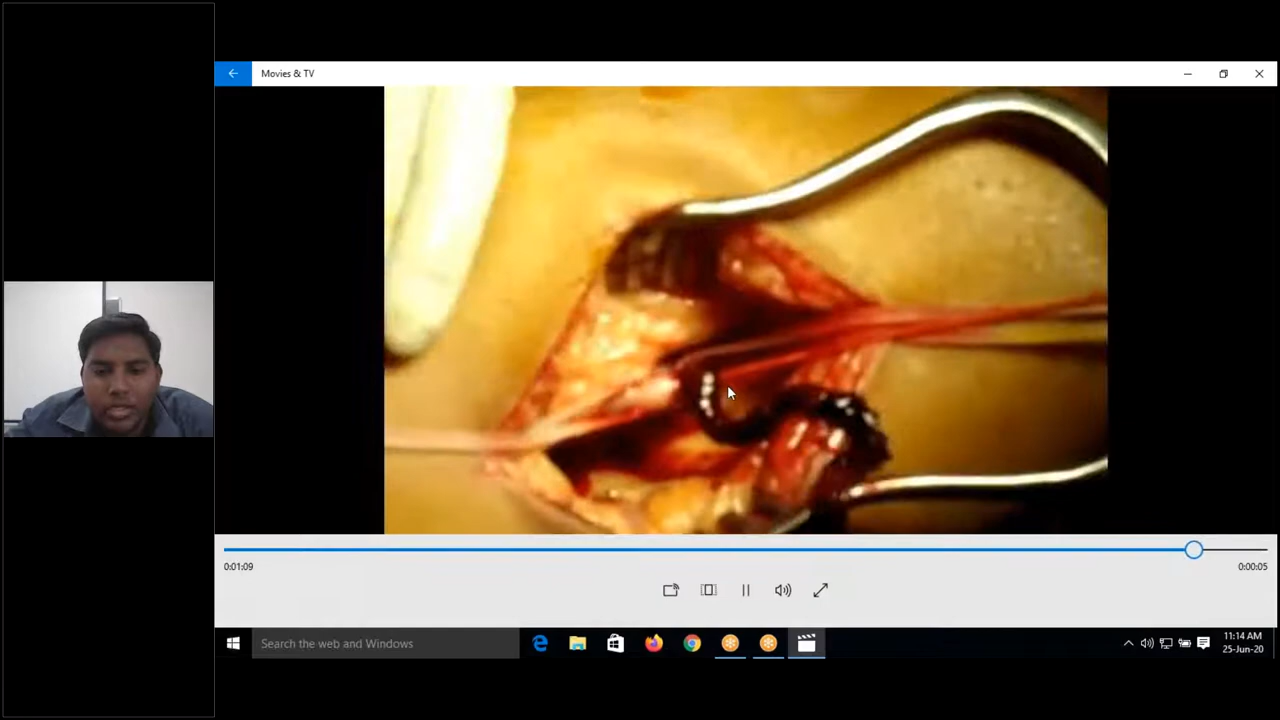 Movies & TV
0:01:09
0:00:05
Search the web and Windows
11:14 AM
25-Jun-20